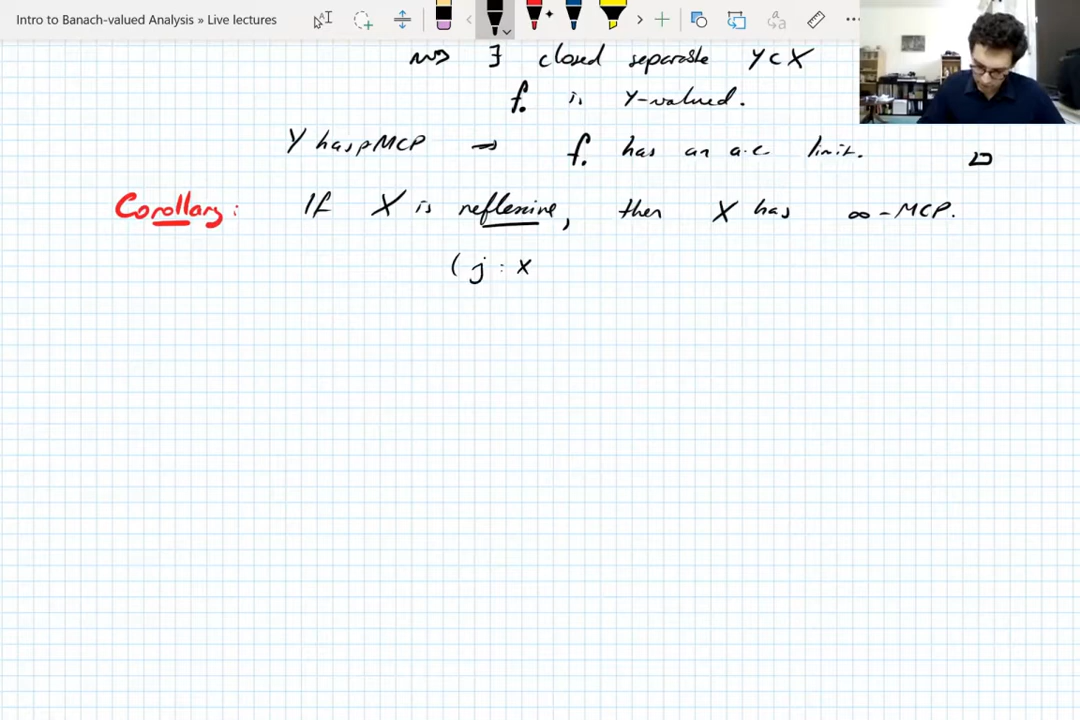 Intro to Banach-valued Analysis » Live lectures
⇝ ∃ closed separable Y ⊂ X
f. is Y-valued.
Y has pMCP → f. has an a.e limit. □
Corollary: If X is reflexive, then X has ∞-MCP.
( j : X